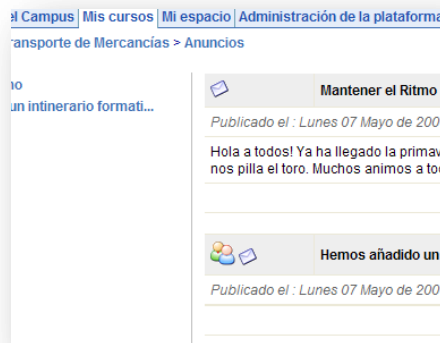 el Campus Mis cursos Mi espacio Administración de la plataforma
ransporte de Mercancías > Anuncios
no
un intinerario formati...
Mantener el Ritmo
Publicado el : Lunes 07 Mayo de 200
Hola a todos! Ya ha llegado la primav
nos pilla el toro. Muchos animos a to
Hemos añadido un
Publicado el : Lunes 07 Mayo de 200